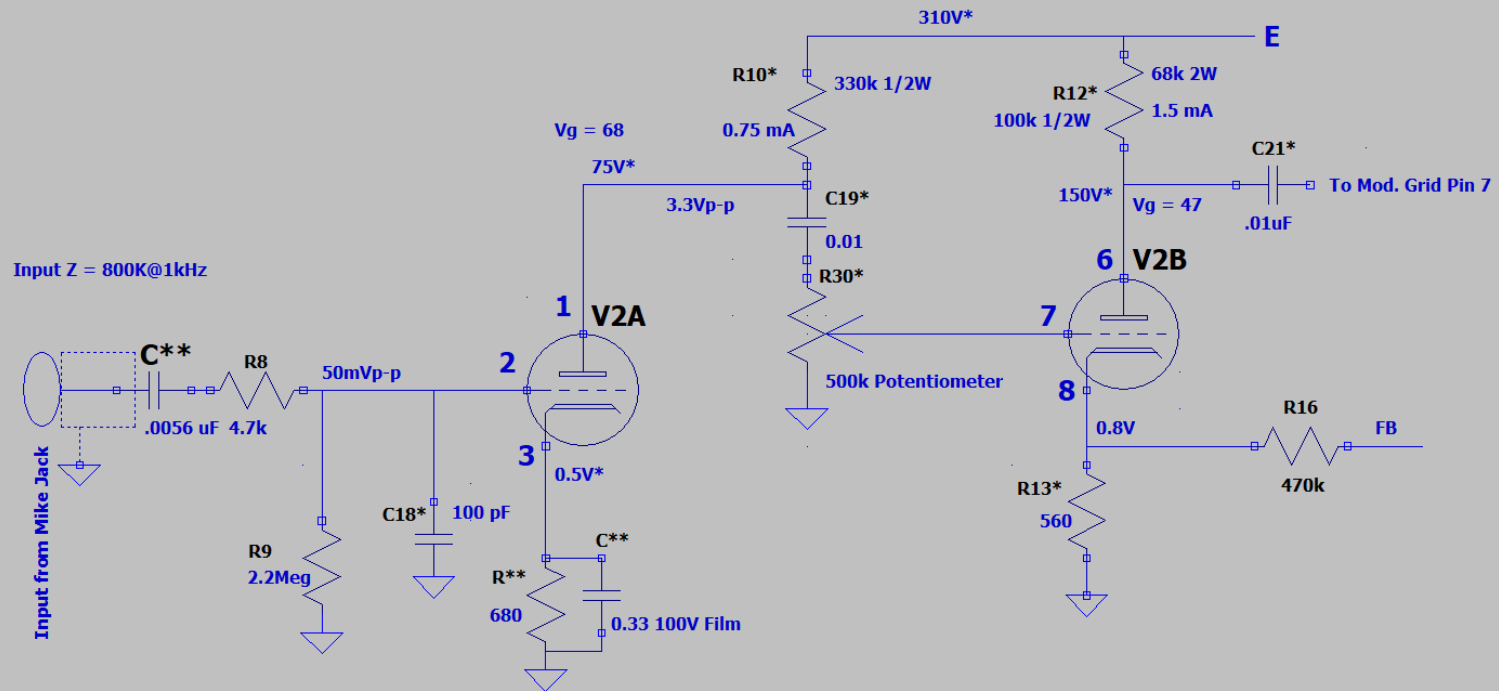 310V*
E
R10*
330k 1/2W
0.75 mA
68k 2W
R12*
100k 1/2W
1.5 mA
Vg = 68
75V*
3.3Vp-p
C19*
0.01
C21*
150V*
Vg = 47
To Mod. Grid Pin 7
.01uF
Input Z = 800K@1kHz
R30*
6
V2B
1
V2A
7
C**
R8
2
50mVp-p
500k Potentiometer
8
.0056 uF
4.7k
R16
0.8V
FB
3
0.5V*
470k
Input from Mike Jack
C18*
100 pF
R13*
560
C**
R9
2.2Meg
R**
680
0.33 100V Film